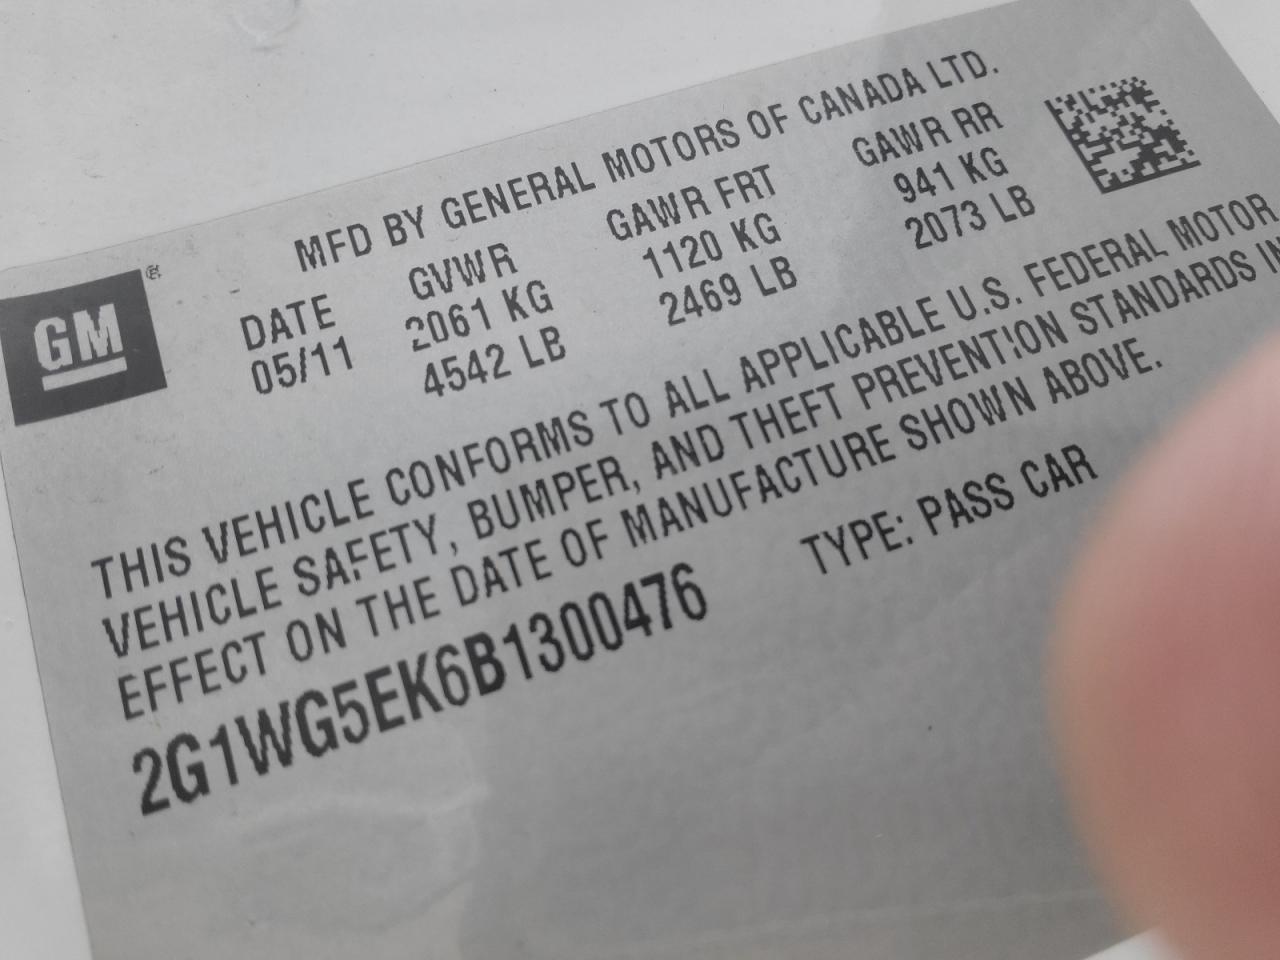 MFD BY GENERAL MOTORS OF CANADA LTD.
GM®
DATE GVWR GAWR FRT GAWR RR
05/11 2061 KG 1120 KG 941 KG
4542 LB 2469 LB 2073 LB
THIS VEHICLE CONFORMS TO ALL APPLICABLE U.S. FEDERAL MOTOR
VEHICLE SAFETY, BUMPER, AND THEFT PREVENTION STANDARDS IN
EFFECT ON THE DATE OF MANUFACTURE SHOWN ABOVE.
2G1WG5EK6B1300476 TYPE: PASS CAR